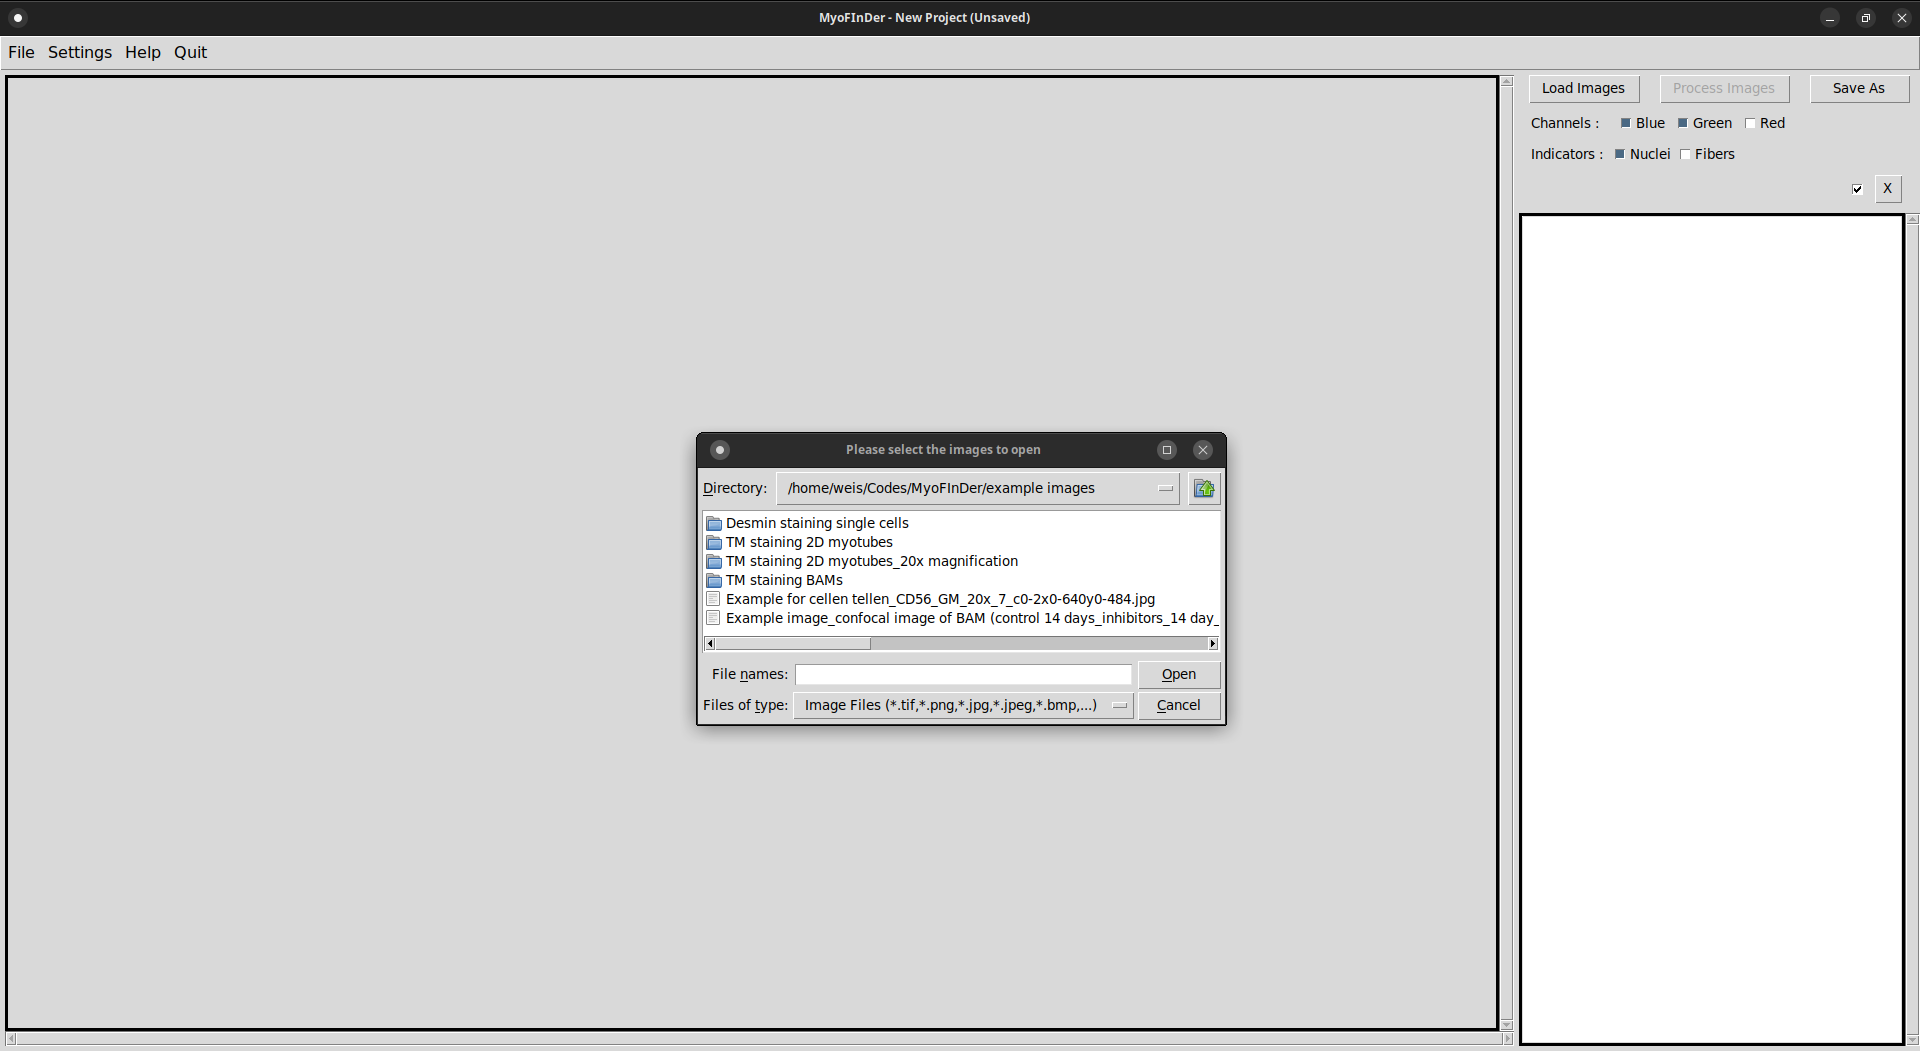 MyoFInDer - New Project (Unsaved)
File Settings Help Quit
Load Images Process Images Save As
Channels : Blue Green Red
Indicators : Nuclei Fibers
X
Please select the images to open
Directory: /home/weis/Codes/MyoFInDer/example images
Desmin staining single cells
TM staining 2D myotubes
TM staining 2D myotubes_20x magnification
TM staining BAMs
Example for cellen tellen_CD56_GM_20x_7_c0-2x0-640y0-484.jpg
Example image_confocal image of BAM (control 14 days_inhibitors_14 day_
File names: Open
Files of type: Image Files (*.tif,*.png,*.jpg,*.jpeg,*.bmp,...) Cancel